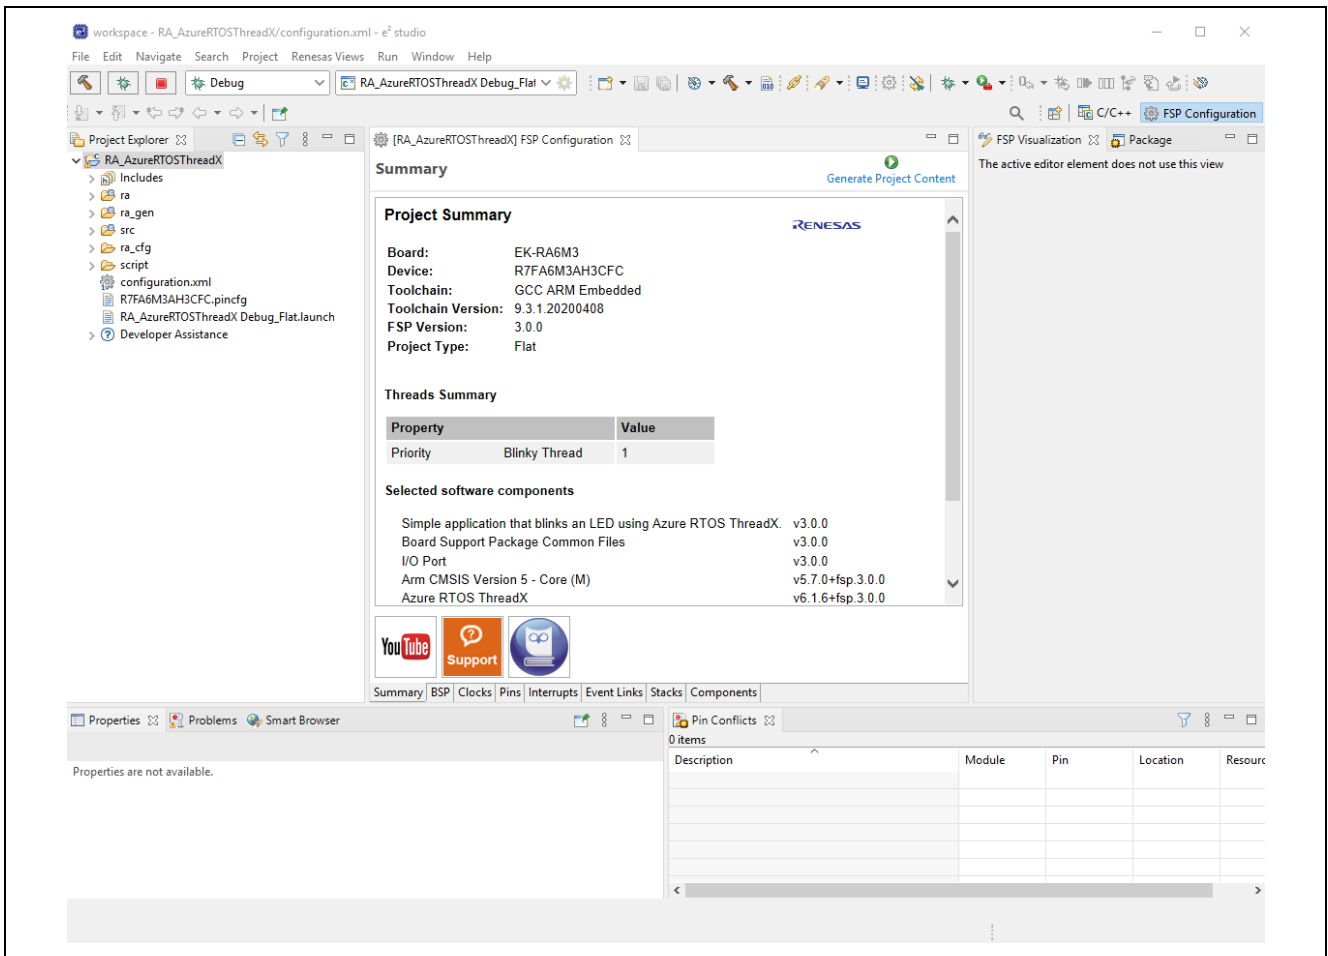 workspace - RA_AzureRTOSThreadX/configuration.xml - e² studio
File Edit Navigate Search Project Renesas Views Run Window Help
Debug
RA_AzureRTOSThreadX Debug_Flat
C/C++
FSP Configuration
Project Explorer
RA_AzureRTOSThreadX
Includes
ra
ra_gen
src
ra_cfg
script
configuration.xml
R7FA6M3AH3CFC.pincfg
RA_AzureRTOSThreadX Debug_Flat.launch
Developer Assistance
[RA_AzureRTOSThreadX] FSP Configuration
Summary
Generate Project Content
Project Summary
RENESAS
Board: EK-RA6M3
Device: R7FA6M3AH3CFC
Toolchain: GCC ARM Embedded
Toolchain Version: 9.3.1.20200408
FSP Version: 3.0.0
Project Type: Flat
Threads Summary
Property Value
Priority Blinky Thread 1
Selected software components
Simple application that blinks an LED using Azure RTOS ThreadX. v3.0.0
Board Support Package Common Files v3.0.0
I/O Port v3.0.0
Arm CMSIS Version 5 - Core (M) v5.7.0+fsp.3.0.0
Azure RTOS ThreadX v6.1.6+fsp.3.0.0
YouTube
Support
Summary BSP Clocks Pins Interrupts Event Links Stacks Components
FSP Visualization
Package
The active editor element does not use this view
Properties
Problems
Smart Browser
Properties are not available.
Pin Conflicts
0 items
Description Module Pin Location Resourc